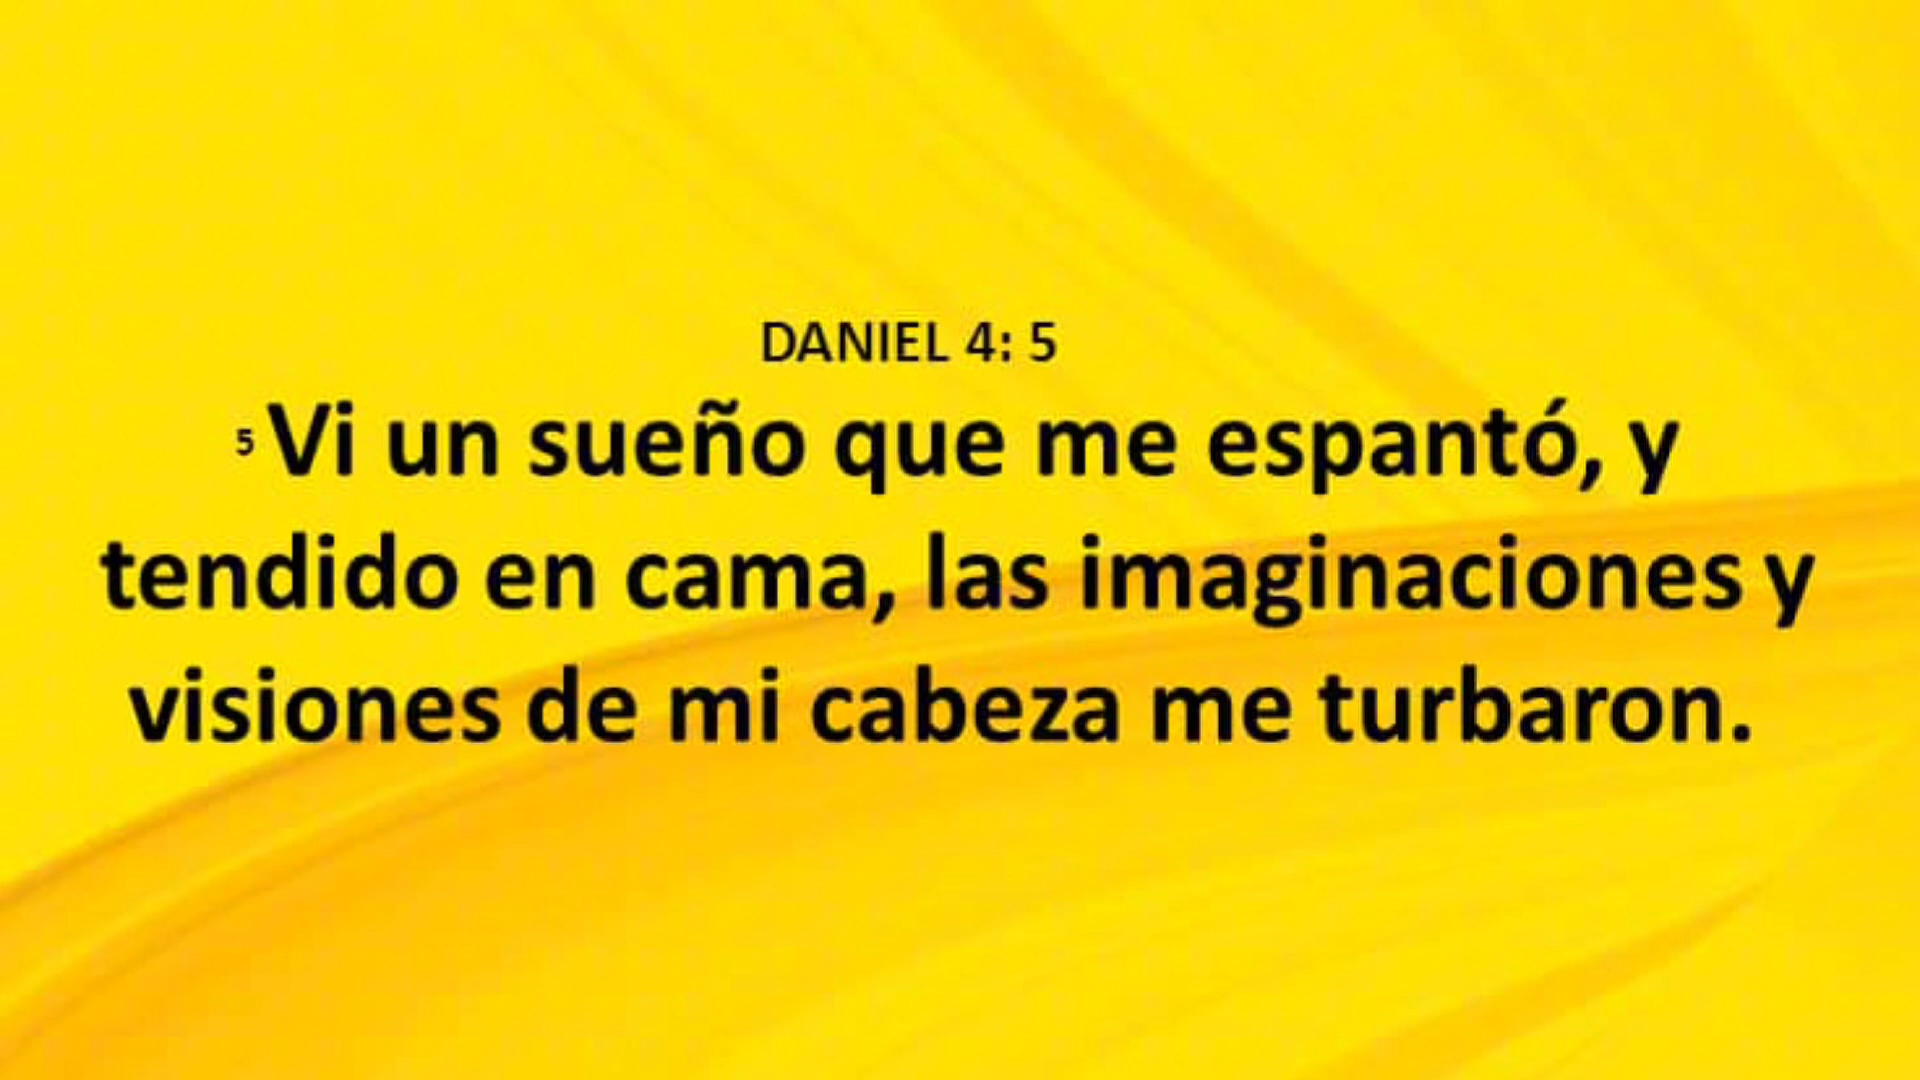 DANIEL 4: 5
5 Vi un sueño que me espantó, y
tendido en cama, las imaginaciones y
visiones de mi cabeza me turbaron.